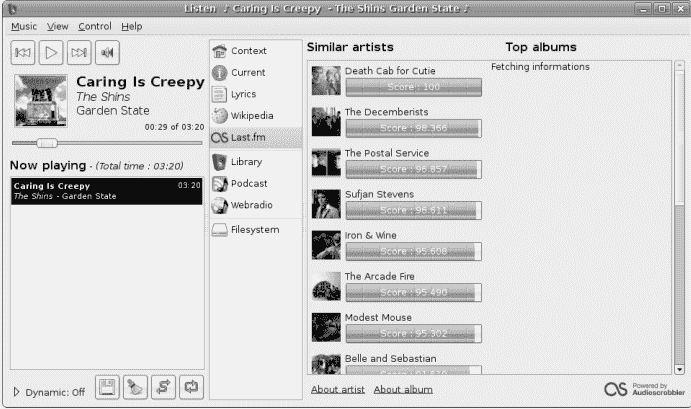 Listen ♪ Caring Is Creepy - The Shins Garden State ♪
Music View Control Help
Caring Is Creepy
The Shins
Garden State
00:29 of 03:20
Now playing - (Total time : 03:20)
Caring Is Creepy 03:20
The Shins - Garden State
Dynamic: Off
Context
Current
Lyrics
Wikipedia
Last.fm
Library
Podcast
Webradio
Filesystem
Similar artists
Death Cab for Cutie
Score : 100
The Decemberists
Score : 98.366
The Postal Service
Score : 96.857
Sufjan Stevens
Score : 96.611
Iron & Wine
Score : 95.608
The Arcade Fire
Score : 95.490
Modest Mouse
Score : 95.302
Belle and Sebastian
Top albums
Fetching informations
About artist About album
Powered by
Audioscrobbler